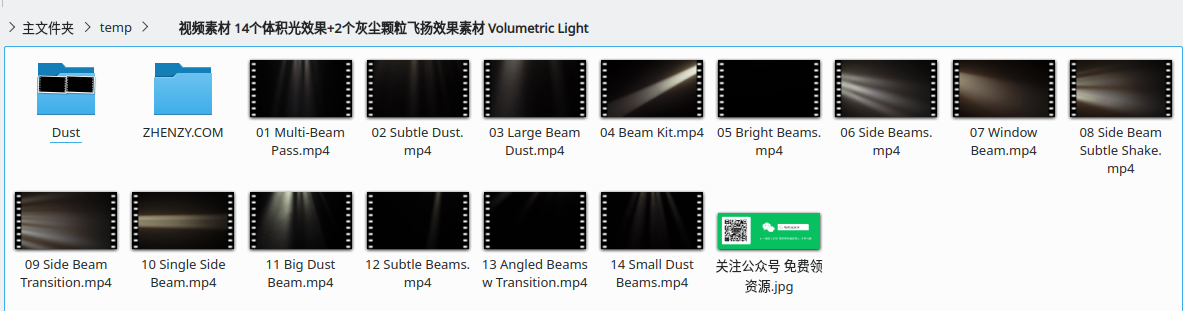 主文件夹 temp 视频素材 14个体积光效果+2个灰尘颗粒飞扬效果素材 Volumetric Light
Dust
ZHENZY.COM
01 Multi-Beam
Pass.mp4
02 Subtle Dust.
mp4
03 Large Beam
Dust.mp4
04 Beam Kit.mp4
05 Bright Beams.
mp4
06 Side Beams.
mp4
07 Window
Beam.mp4
08 Side Beam
Subtle Shake.
mp4
09 Side Beam
Transition.mp4
10 Single Side
Beam.mp4
11 Big Dust
Beam.mp4
12 Subtle Beams.
mp4
13 Angled Beams
w Transition.mp4
14 Small Dust
Beams.mp4
关注公众号 免费领
资源.jpg